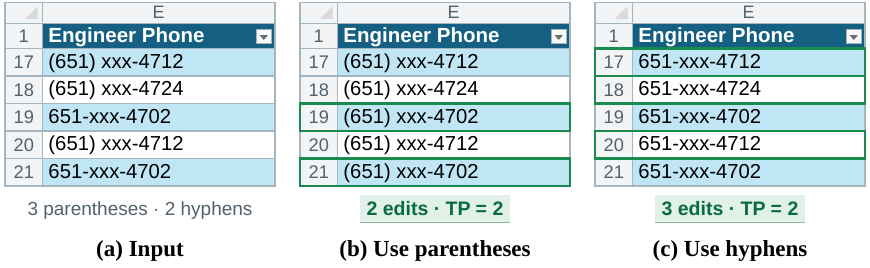 E
1 Engineer Phone
17 (651) xxx-4712
18 (651) xxx-4724
19 651-xxx-4702
20 (651) xxx-4712
21 651-xxx-4702
3 parentheses · 2 hyphens
(a) Input
E
1 Engineer Phone
17 (651) xxx-4712
18 (651) xxx-4724
19 (651) xxx-4702
20 (651) xxx-4712
21 (651) xxx-4702
2 edits · TP = 2
(b) Use parentheses
E
1 Engineer Phone
17 651-xxx-4712
18 651-xxx-4724
19 651-xxx-4702
20 651-xxx-4712
21 651-xxx-4702
3 edits · TP = 2
(c) Use hyphens